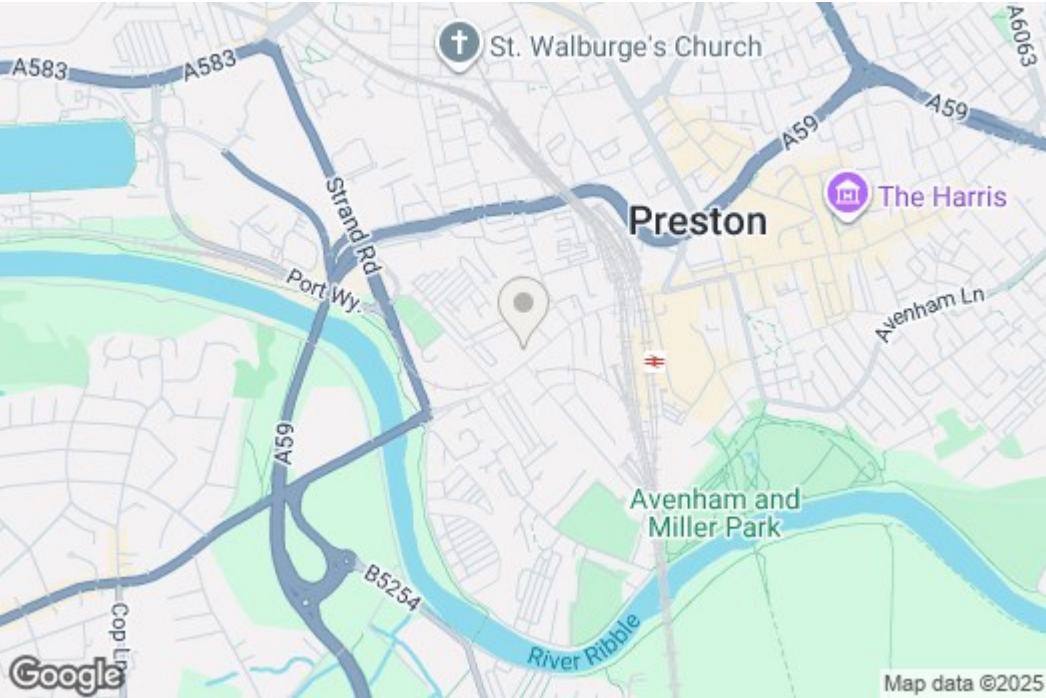 A6063
St. Walburge's Church
A583
A583
A59
A59
Strand Rd
Preston
The Harris
Port Wy.
Avenham Ln
A59
Avenham and
Miller Park
B5254
Cop Ln
River Ribble
Google
Map data ©2025